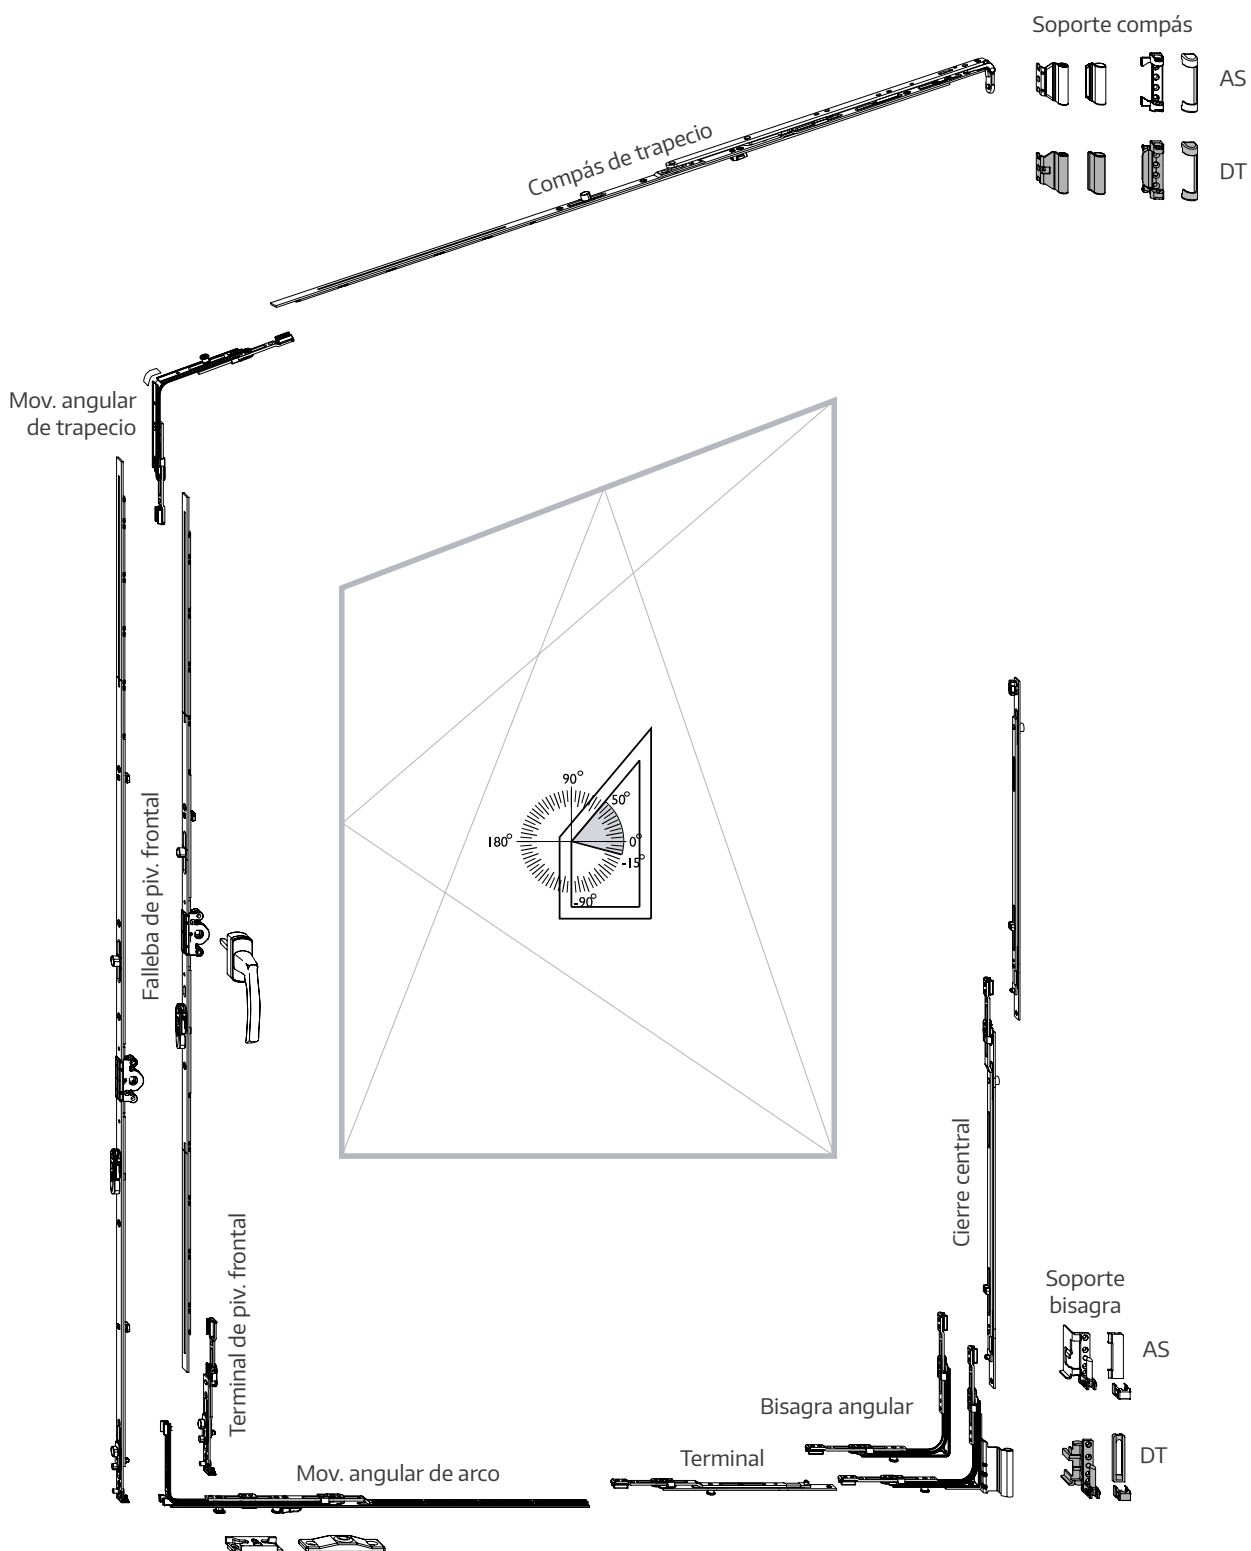 Soporte compás
AS
DT
Compás de trapecio
Mov. angular
de trapecio
Falleba de piv. frontal
90°
50°
180°
0°
-15°
-90°
Cierre central
Terminal de piv. frontal
Soporte
bisagra
AS
DT
Bisagra angular
Terminal
Mov. angular de arco